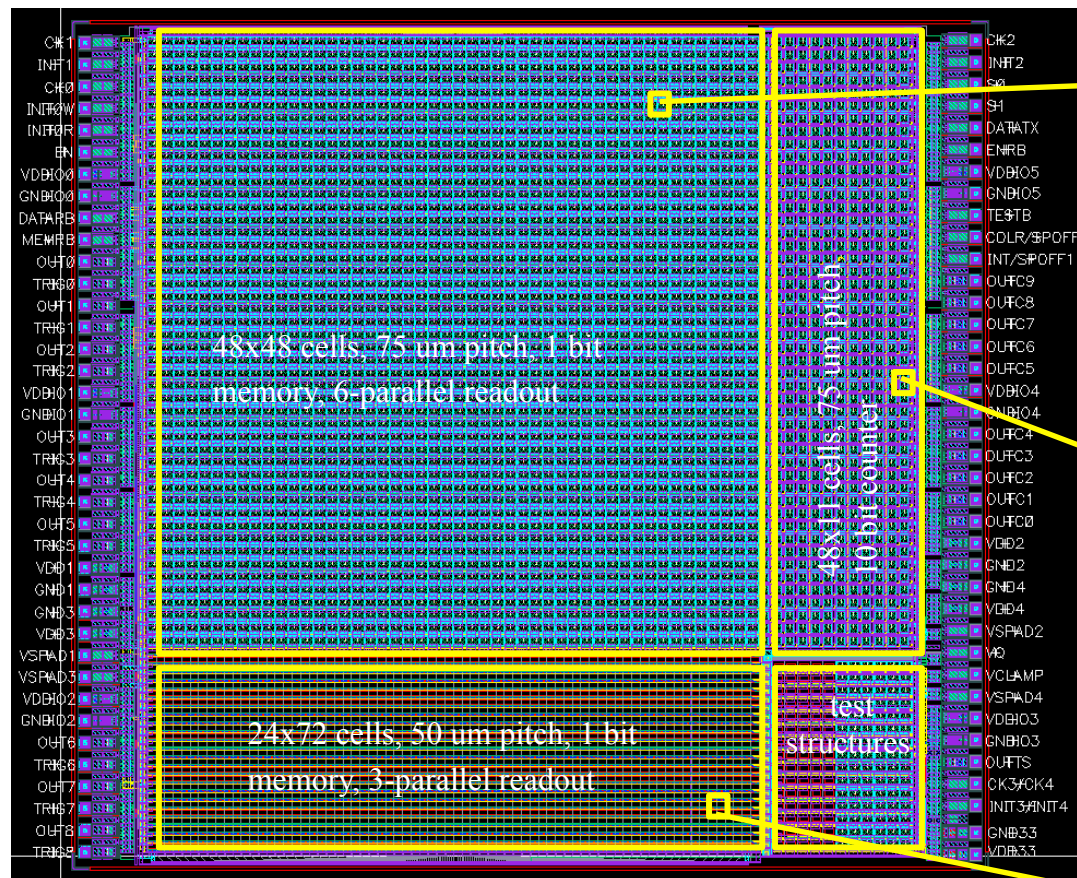 CK1
INIT1
CK0
INIT0W
INIT0R
EN
VDDIO0
GNDIO0
DATARB
MEMRB
OUT0
TRIG0
OUT1
TRIG1
OUT2
TRIG2
VDDIO1
GNDIO1
OUT3
TRIG3
OUT4
TRIG4
OUT5
TRIG5
VDD1
GND1
GND3
VDD3
VSPAD1
VSPAD3
VDDIO2
GNDIO2
OUT6
TRIG6
OUT7
TRIG7
OUT8
TRIG8
48x48 cells, 75 um pitch, 1 bit
memory, 6-parallel readout
48x11 cells, 75 um pitch,
10 bit counter
24x72 cells, 50 um pitch, 1 bit
memory, 3-parallel readout
test
structures
CK2
INIT2
S0
S1
DATATX
ENRB
VDDIO5
GNDIO5
TESTB
COLR/SPOFF
INT/SPOFF1
OUTC9
OUTC8
OUTC7
OUTC6
OUTC5
VDDIO4
GNDIO4
OUTC4
OUTC3
OUTC2
OUTC1
OUTC0
VDD2
GND2
GND4
VDD4
VSPAD2
VCLAMP
VSPAD4
VDDIO3
GNDIO3
OUTTS
CK3/CK4
INIT3/INIT4
GND33
VDD33